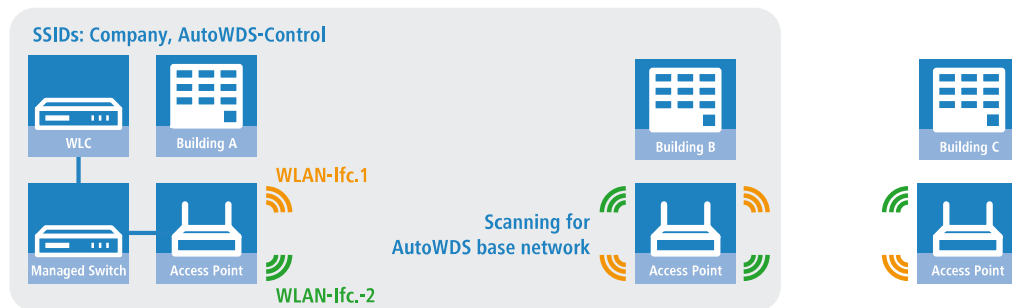 SSIDs: Company, AutoWDS-Control
WLC
Building A
Building B
Building C
WLAN-Ifc.1
Scanning for
AutoWDS base network
Managed Switch
Access Point
Access Point
Access Point
WLAN-Ifc.-2